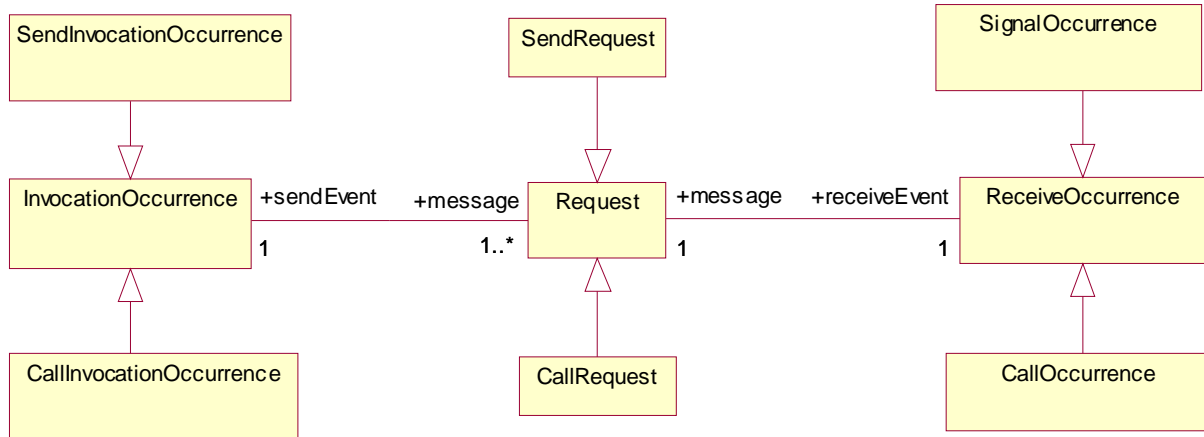 SendInvocationOccurrence
SendRequest
SignalOccurrence
InvocationOccurrence
+sendEvent
+message
Request
+message
+receiveEvent
ReceiveOccurrence
1
1..*
1
1
CallInvocationOccurrence
CallRequest
CallOccurrence